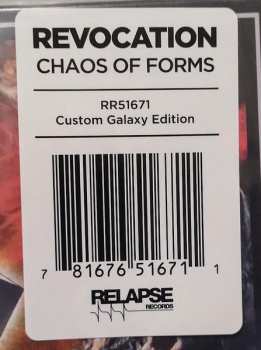 REVOCATION
CHAOS OF FORMS
RR51671
Custom Galaxy Edition
7 81676 51671 1
RELAPSE
RECORDS